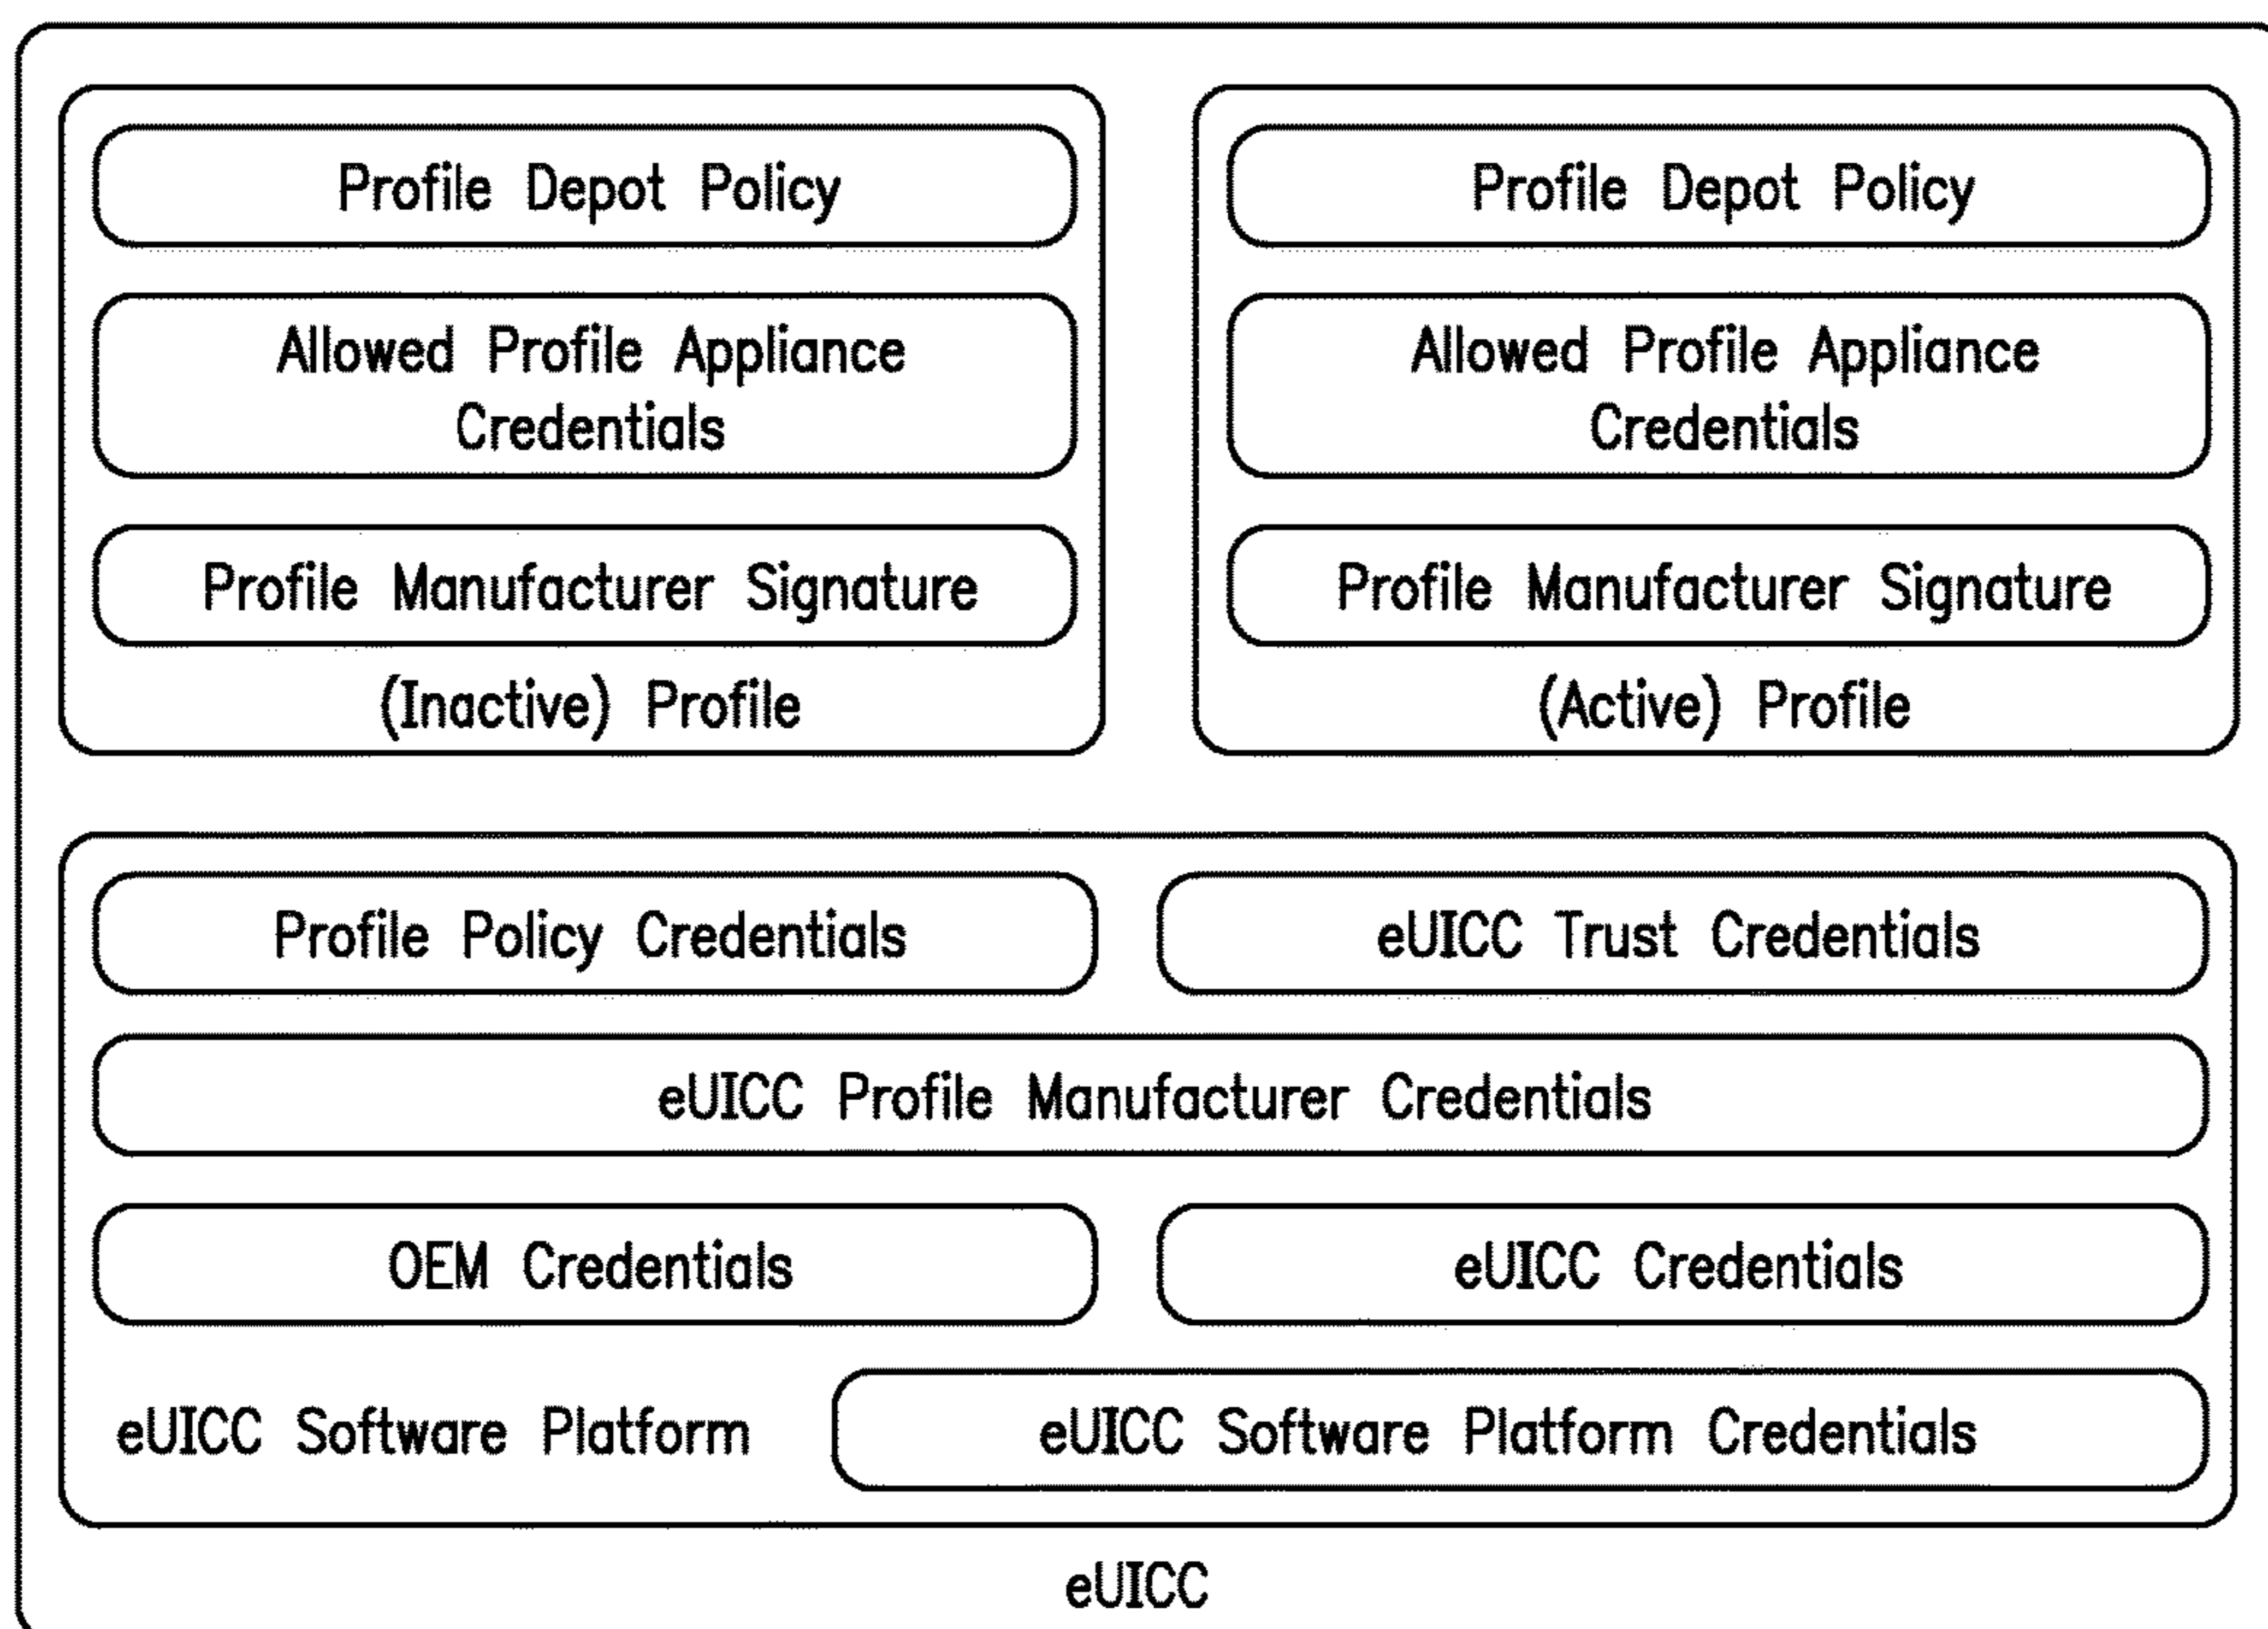 Profile Depot Policy
Allowed Profile Appliance
Credentials
Profile Manufacturer Signature
(Inactive) Profile
Profile Depot Policy
Allowed Profile Appliance
Credentials
Profile Manufacturer Signature
(Active) Profile
Profile Policy Credentials
eUICC Trust Credentials
eUICC Profile Manufacturer Credentials
OEM Credentials
eUICC Credentials
eUICC Software Platform
eUICC Software Platform Credentials
eUICC